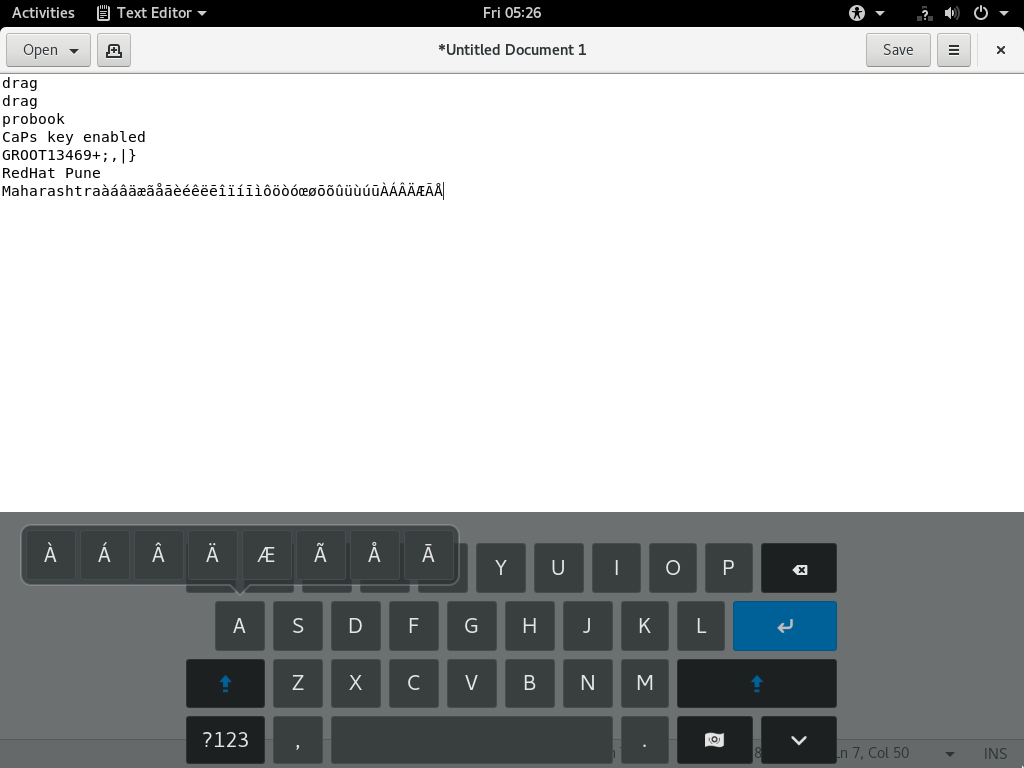 Activities Text Editor Fri 05:26
Open *Untitled Document 1 Save
drag
drag
probook
CaPs key enabled
GROOT13469+;,|}
RedHat Pune
MaharashtraàáâäæãåāèéêëēîïíīìôöòóœøōõûüùúūÀÁÂÄÆÃÅ
À Á Â Ä Æ Ã Å Ā Y U I O P
A S D F G H J K L
Z X C V B N M
?123 , . Ln 7, Col 50 INS